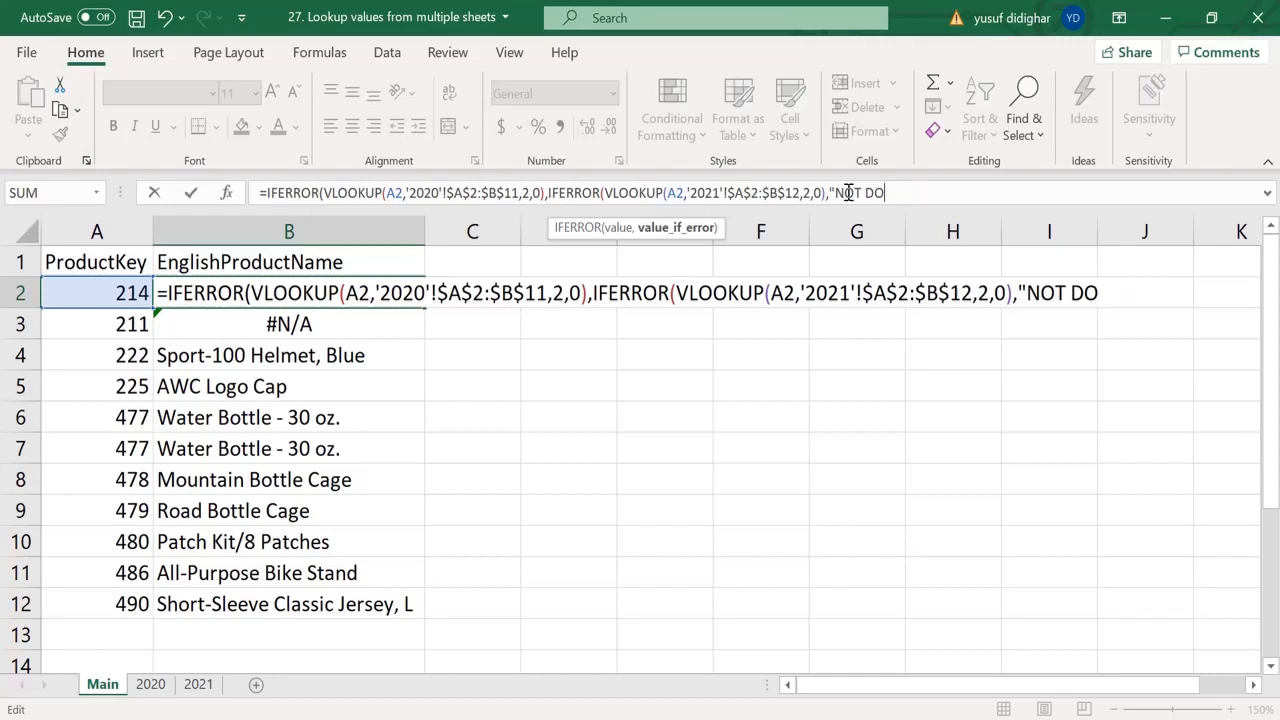 AutoSave Off 27. Lookup values from multiple sheets Search yusuf didighar YD
File Home Insert Page Layout Formulas Data Review View Help Share Comments
Paste 11 General Conditional Formatting Format as Table Cell Styles Insert Delete Format Sort & Filter Find & Select Ideas Sensitivity
Clipboard Font Alignment Number Styles Cells Editing Ideas Sensitivity
SUM fx =IFERROR(VLOOKUP(A2,'2020'!$A$2:$B$11,2,0),IFERROR(VLOOKUP(A2,'2021'!$A$2:$B$12,2,0),"NOT DO
IFERROR(value, value_if_error)
A B C F G H I J K
1 ProductKey EnglishProductName
2 214 =IFERROR(VLOOKUP(A2,'2020'!$A$2:$B$11,2,0),IFERROR(VLOOKUP(A2,'2021'!$A$2:$B$12,2,0),"NOT DO
3 211 #N/A
4 222 Sport-100 Helmet, Blue
5 225 AWC Logo Cap
6 477 Water Bottle - 30 oz.
7 477 Water Bottle - 30 oz.
8 478 Mountain Bottle Cage
9 479 Road Bottle Cage
10 480 Patch Kit/8 Patches
11 486 All-Purpose Bike Stand
12 490 Short-Sleeve Classic Jersey, L
13
14
Main 2020 2021
Edit 150%